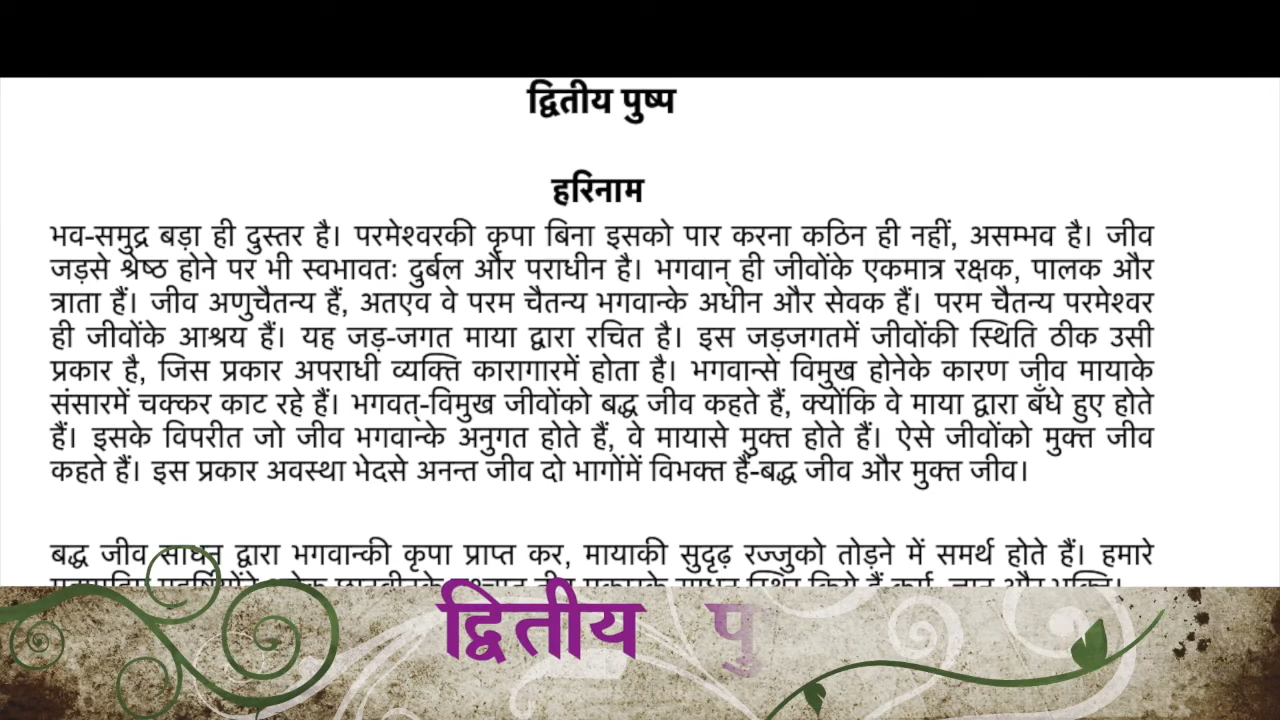 द्वितीय पुष्प
हरिनाम
भव-समुद्र बड़ा ही दुस्तर है। परमेश्वरकी कृपा बिना इसको पार करना कठिन ही नहीं, असम्भव है। जीव
जड़से श्रेष्ठ होने पर भी स्वभावतः दुर्बल और पराधीन है। भगवान् ही जीवोंके एकमात्र रक्षक, पालक और
त्राता हैं। जीव अणुचैतन्य हैं, अतएव वे परम चैतन्य भगवान्के अधीन और सेवक हैं। परम चैतन्य परमेश्वर
ही जीवोंके आश्रय हैं। यह जड़-जगत माया द्वारा रचित है। इस जड़जगतमें जीवोंकी स्थिति ठीक उसी
प्रकार है, जिस प्रकार अपराधी व्यक्ति कारागारमें होता है। भगवान्से विमुख होनेके कारण जीव मायाके
संसारमें चक्कर काट रहे हैं। भगवत्-विमुख जीवोंको बद्ध जीव कहते हैं, क्योंकि वे माया द्वारा बँधे हुए होते
हैं। इसके विपरीत जो जीव भगवान्के अनुगत होते हैं, वे मायासे मुक्त होते हैं। ऐसे जीवोंको मुक्त जीव
कहते हैं। इस प्रकार अवस्था भेदसे अनन्त जीव दो भागोंमें विभक्त हैं-बद्ध जीव और मुक्त जीव।
बद्ध जीव साधन द्वारा भगवान्की कृपा प्राप्त कर, मायाकी सुदृढ़ रज्जुको तोड़ने में समर्थ होते हैं। हमारे
साधन स्थिर किये हैं कर्म, ज्ञान और भक्ति।
द्वितीय पु